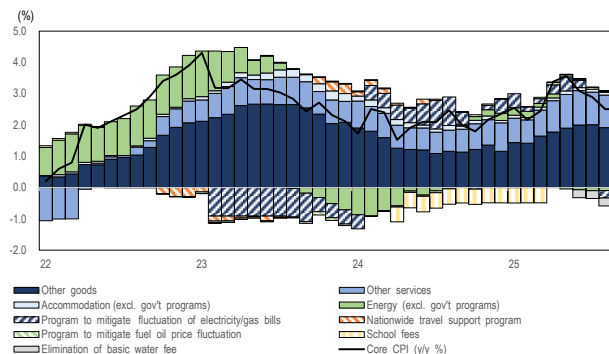 (%)
5.0
4.0
3.0
2.0
1.0
0.0
-1.0
-2.0
22 23 24 25
Other goods
Other services
Accommodation (excl. gov't programs)
Energy (excl. gov't programs)
Program to mitigate fluctuation of electricity/gas bills
Nationwide travel support program
Program to mitigate fuel oil price fluctuation
School fees
Elimination of basic water fee
Core CPI (y/y %)